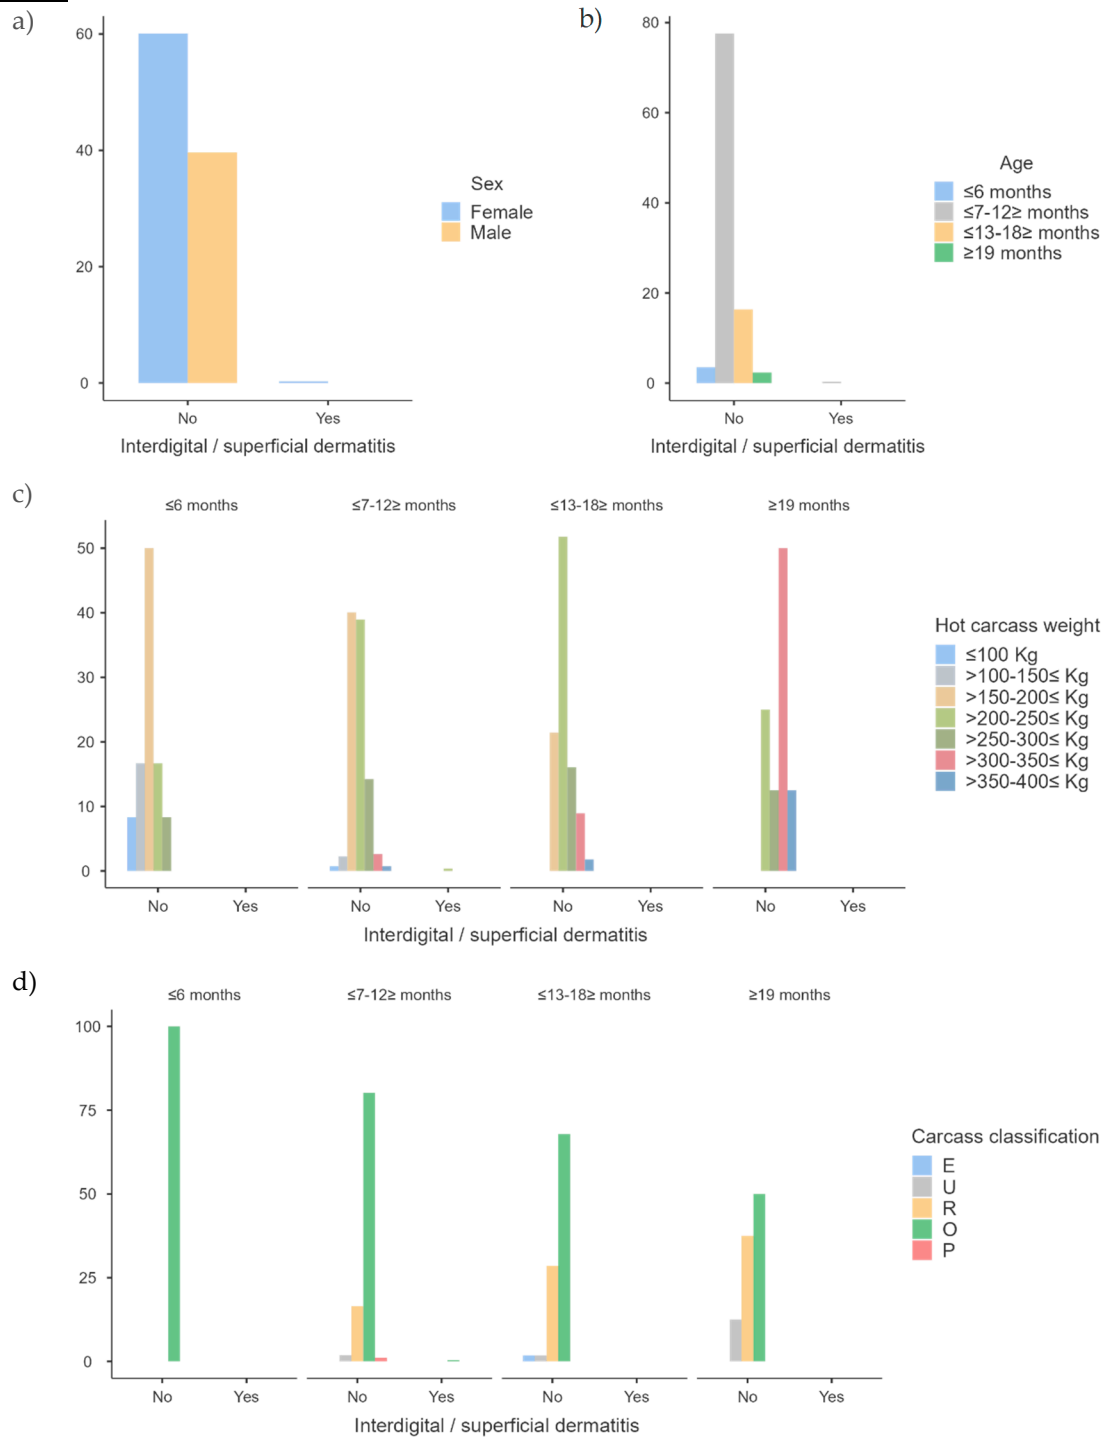 a)
60
40
20
0
No Yes
Interdigital / superficial dermatitis
Sex
Female
Male
b)
80
60
40
20
0
No Yes
Interdigital / superficial dermatitis
Age
≤6 months
≤7-12≥ months
≤13-18≥ months
≥19 months
c)
≤6 months ≤7-12≥ months ≤13-18≥ months ≥19 months
50
40
30
20
10
0
No Yes No Yes No Yes No Yes
Interdigital / superficial dermatitis
Hot carcass weight
≤100 Kg
>100-150≤ Kg
>150-200≤ Kg
>200-250≤ Kg
>250-300≤ Kg
>300-350≤ Kg
>350-400≤ Kg
d)
≤6 months ≤7-12≥ months ≤13-18≥ months ≥19 months
100
75
50
25
0
No Yes No Yes No Yes No Yes
Interdigital / superficial dermatitis
Carcass classification
E
U
R
O
P